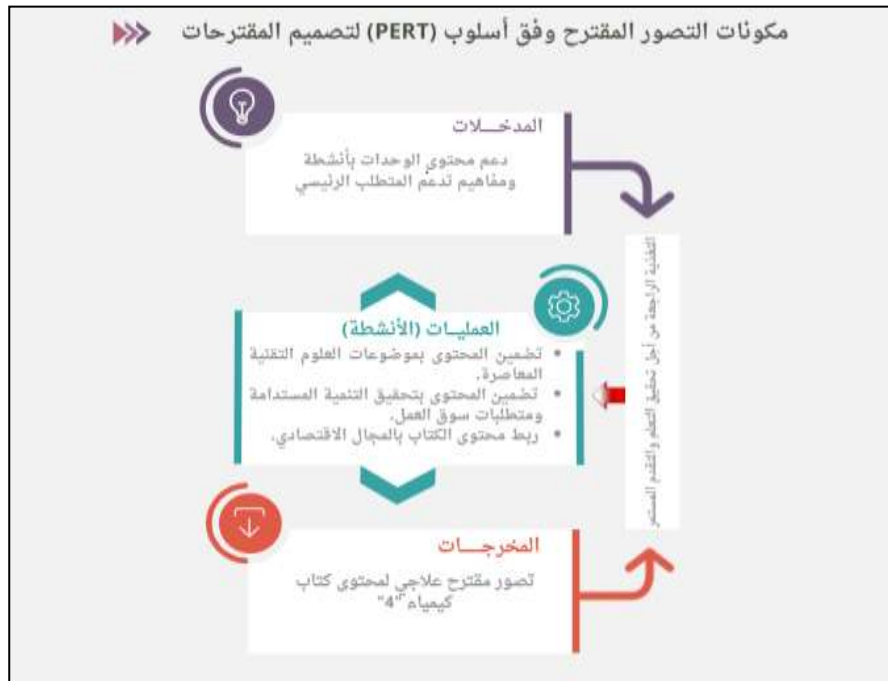 مكونات التصور المقترح وفق أسلوب (PERT) لتصميم المقترحات
المدخـــلات
دعم محتوى الوحدات بأنشطة
ومفاهيم تدعم المتطلب الرئيسي
التغذية الراجعة من أجل تحقيق التعلم والتقدم المستمر
العمليــات (الأنشطة)
• تضمين المحتوى بموضوعات العلوم التقنية
المعاصرة.
• تضمين المحتوى بتحقيق التنمية المستدامة
ومتطلبات سوق العمل.
• ربط محتوى الكتاب بالمجال الاقتصادي.
المخرجـــات
تصور مقترح علاجي لمحتوى كتاب
كيمياء "4"